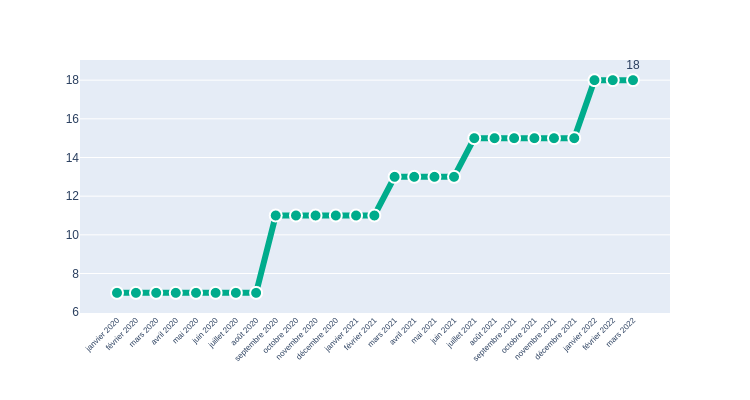 18
18
16
14
12
10
8
6
janvier 2020
février 2020
mars 2020
avril 2020
mai 2020
juin 2020
juillet 2020
août 2020
septembre 2020
octobre 2020
novembre 2020
décembre 2020
janvier 2021
février 2021
mars 2021
avril 2021
mai 2021
juin 2021
juillet 2021
août 2021
septembre 2021
octobre 2021
novembre 2021
décembre 2021
janvier 2022
février 2022
mars 2022